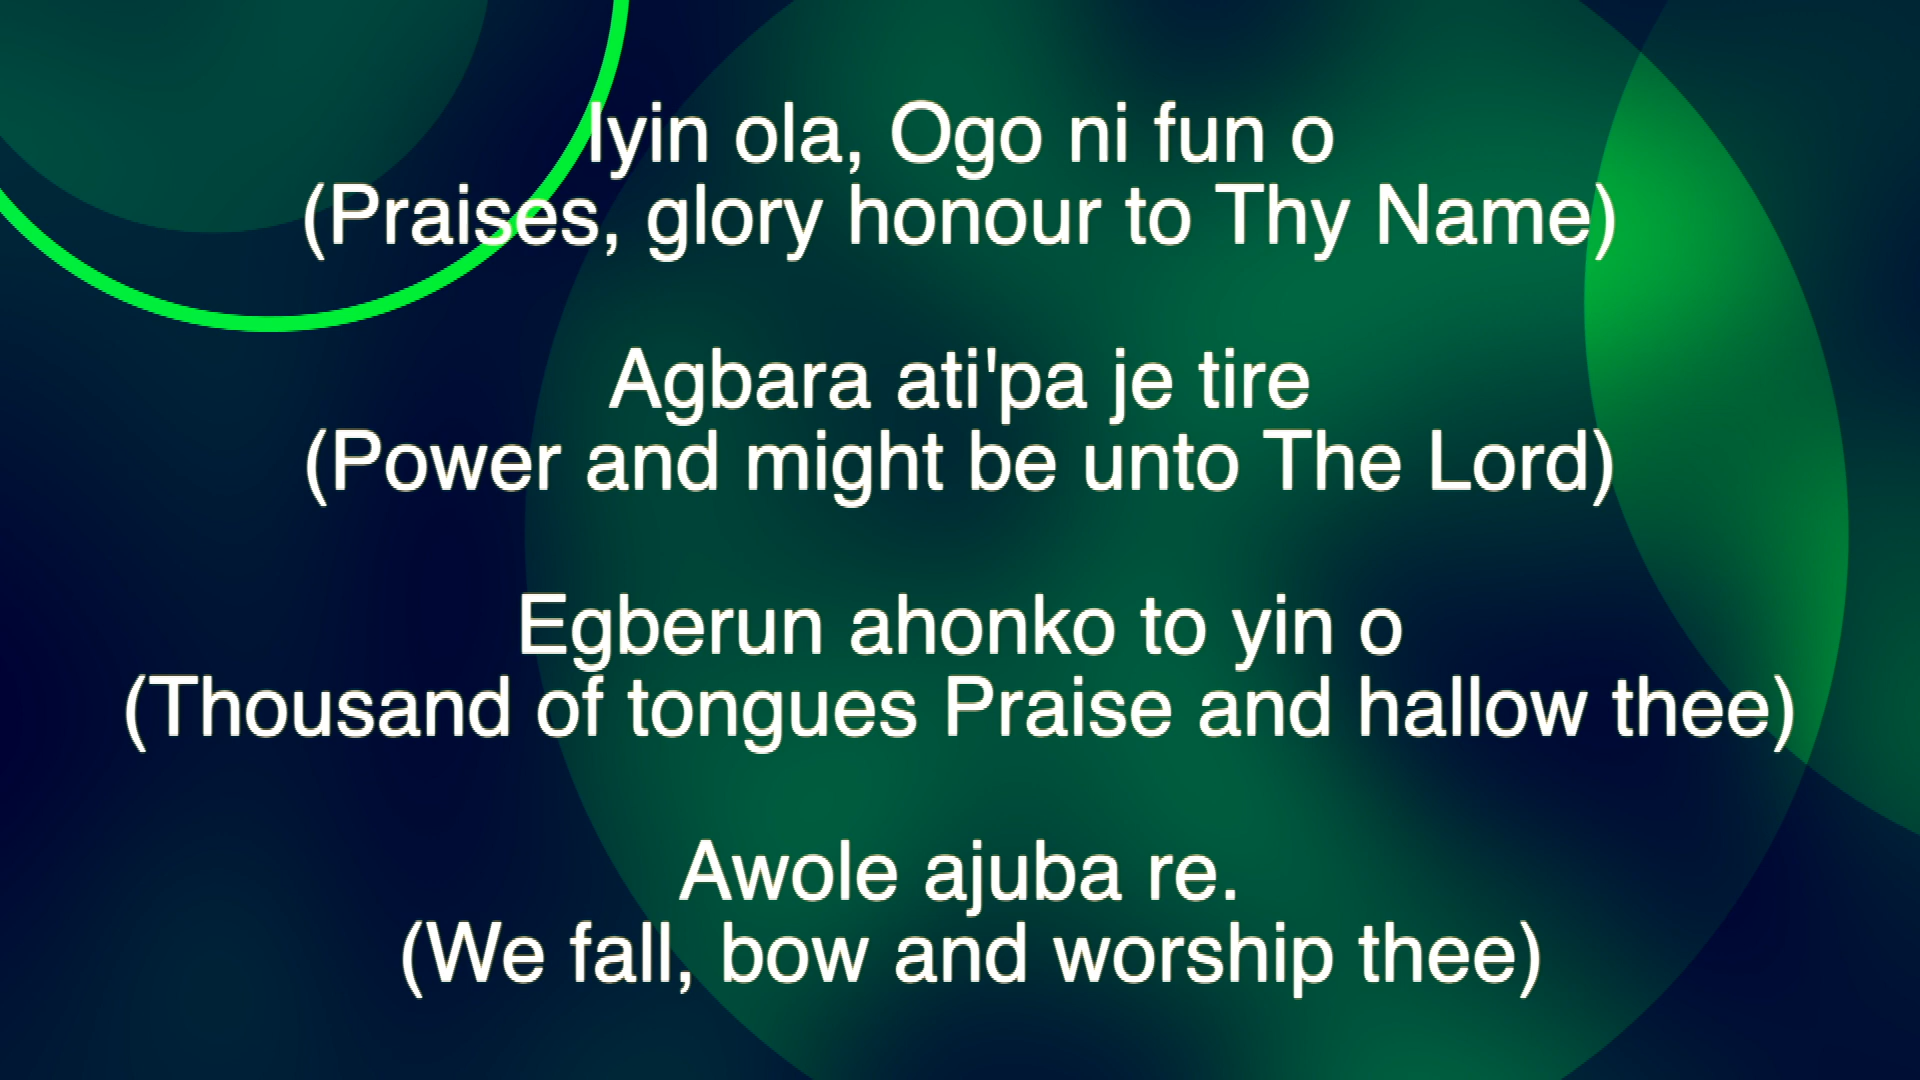 Iyin ola, Ogo ni fun o
(Praises, glory honour to Thy Name)
Agbara ati'pa je tire
(Power and might be unto The Lord)
Egberun ahonko to yin o
(Thousand of tongues Praise and hallow thee)
Awole ajuba re.
(We fall, bow and worship thee)